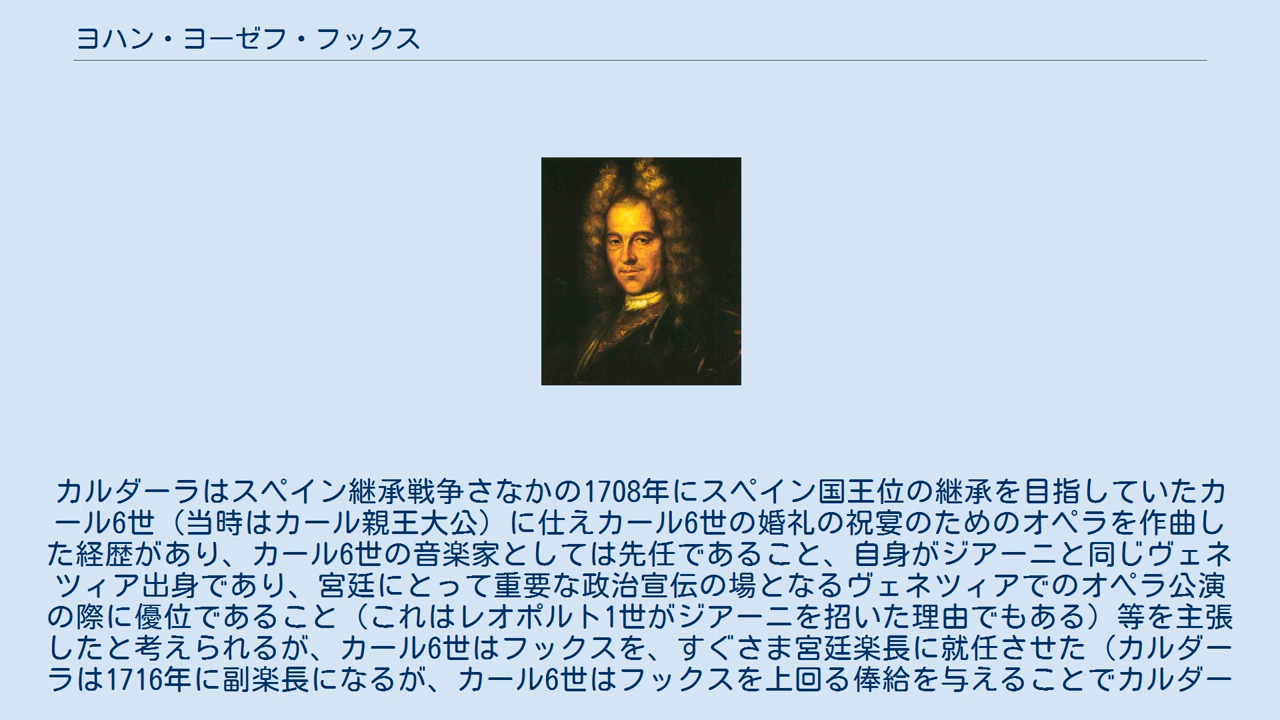 ヨハン・ヨーゼフ・フックス
カルダーラはスペイン継承戦争さなかの1708年にスペイン国王位の継承を目指していたカ
ール6世（当時はカール親王大公）に仕えカール6世の婚礼の祝宴のためのオペラを作曲し
た経歴があり、カール6世の音楽家としては先任であること、自身がジアーニと同じヴェネ
ツィア出身であり、宮廷にとって重要な政治宣伝の場となるヴェネツィアでのオペラ公演
の際に優位であること（これはレオポルト1世がジアーニを招いた理由でもある）等を主張
したと考えられるが、カール6世はフックスを、すぐさま宮廷楽長に就任させた（カルダー
ラは1716年に副楽長になるが、カール6世はフックスを上回る俸給を与えることでカルダー